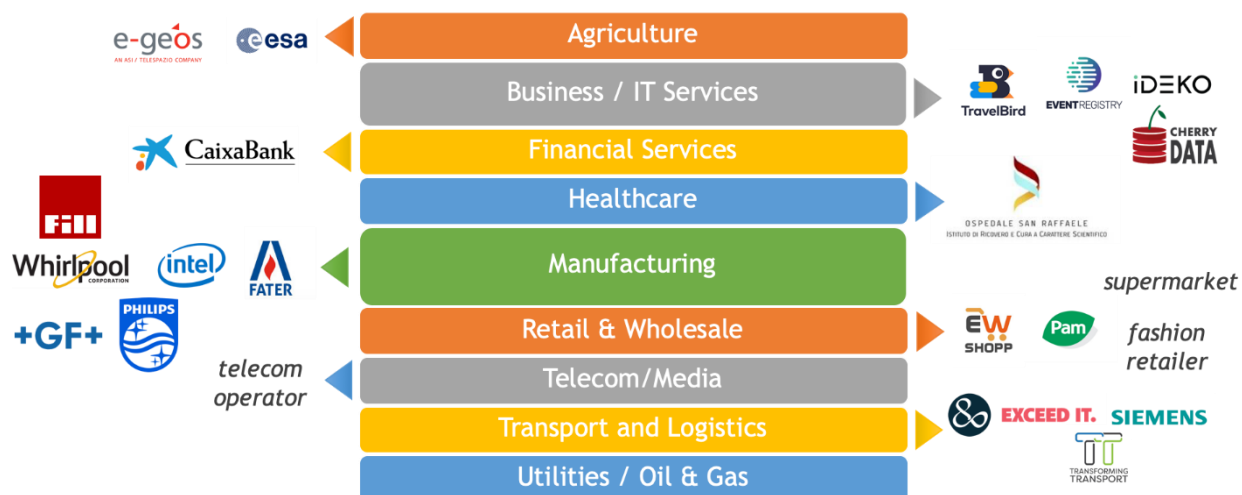 e-geos
AN ASI / TELESPAZIO COMPANY
esa
Agriculture
Business / IT Services
TravelBird
EVENTREGISTRY
iDEKO
CHERRY
DATA
CaixaBank
Financial Services
Healthcare
OSPEDALE SAN RAFFAELE
ISTITUTO DI RICOVERO E CURA A CARATTERE SCIENTIFICO
Fill
Whirlpool
CORPORATION
intel
FATER
Manufacturing
supermarket
+GF+
PHILIPS
Retail & Wholesale
EW
SHOPP
Pam
fashion
retailer
telecom
operator
Telecom/Media
Transport and Logistics
&
EXCEED IT.
SIEMENS
TT
TRANSFORMING
TRANSPORT
Utilities / Oil & Gas